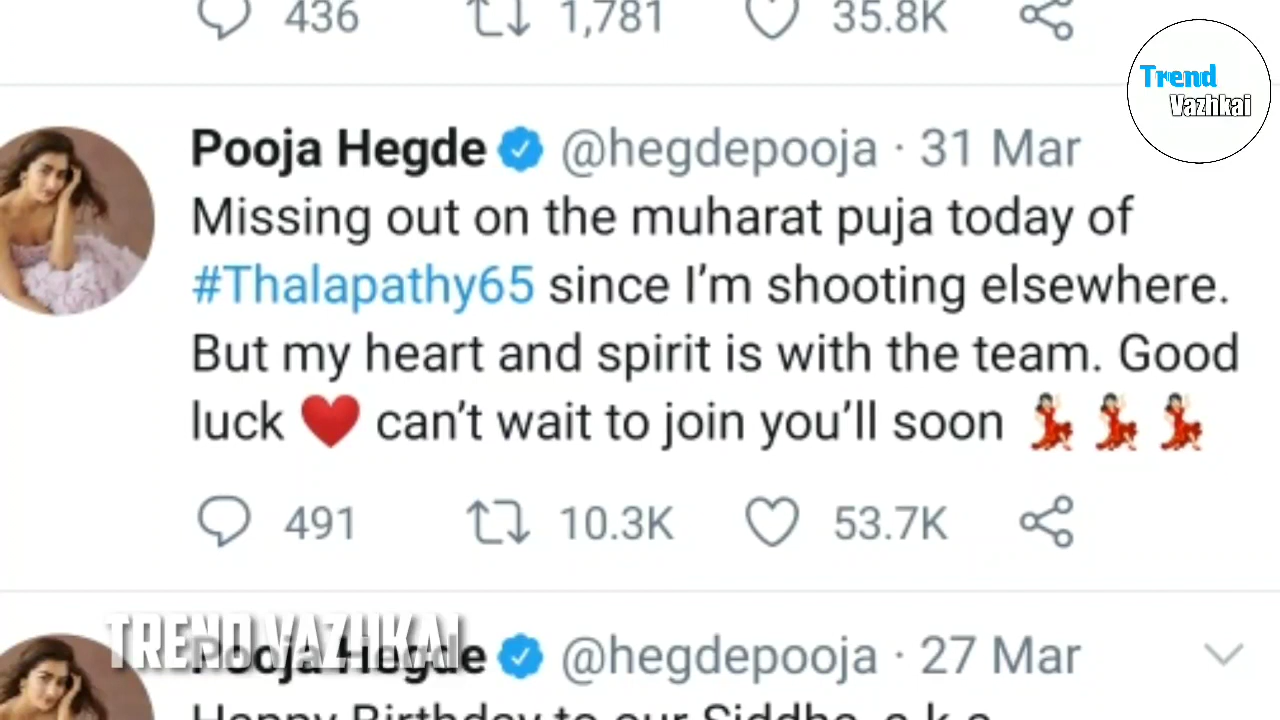 436 1,781 35.8K
Trend
Vazhkai
Pooja Hegde @hegdepooja · 31 Mar
Missing out on the muharat puja today of
#Thalapathy65 since I’m shooting elsewhere.
But my heart and spirit is with the team. Good
luck ❤️ can’t wait to join you’ll soon 💃🏻💃🏻💃🏻
491 10.3K 53.7K
TREND VAZHKAI
Pooja Hegde @hegdepooja · 27 Mar
Happy Birthday to our Siddha, a.k.a